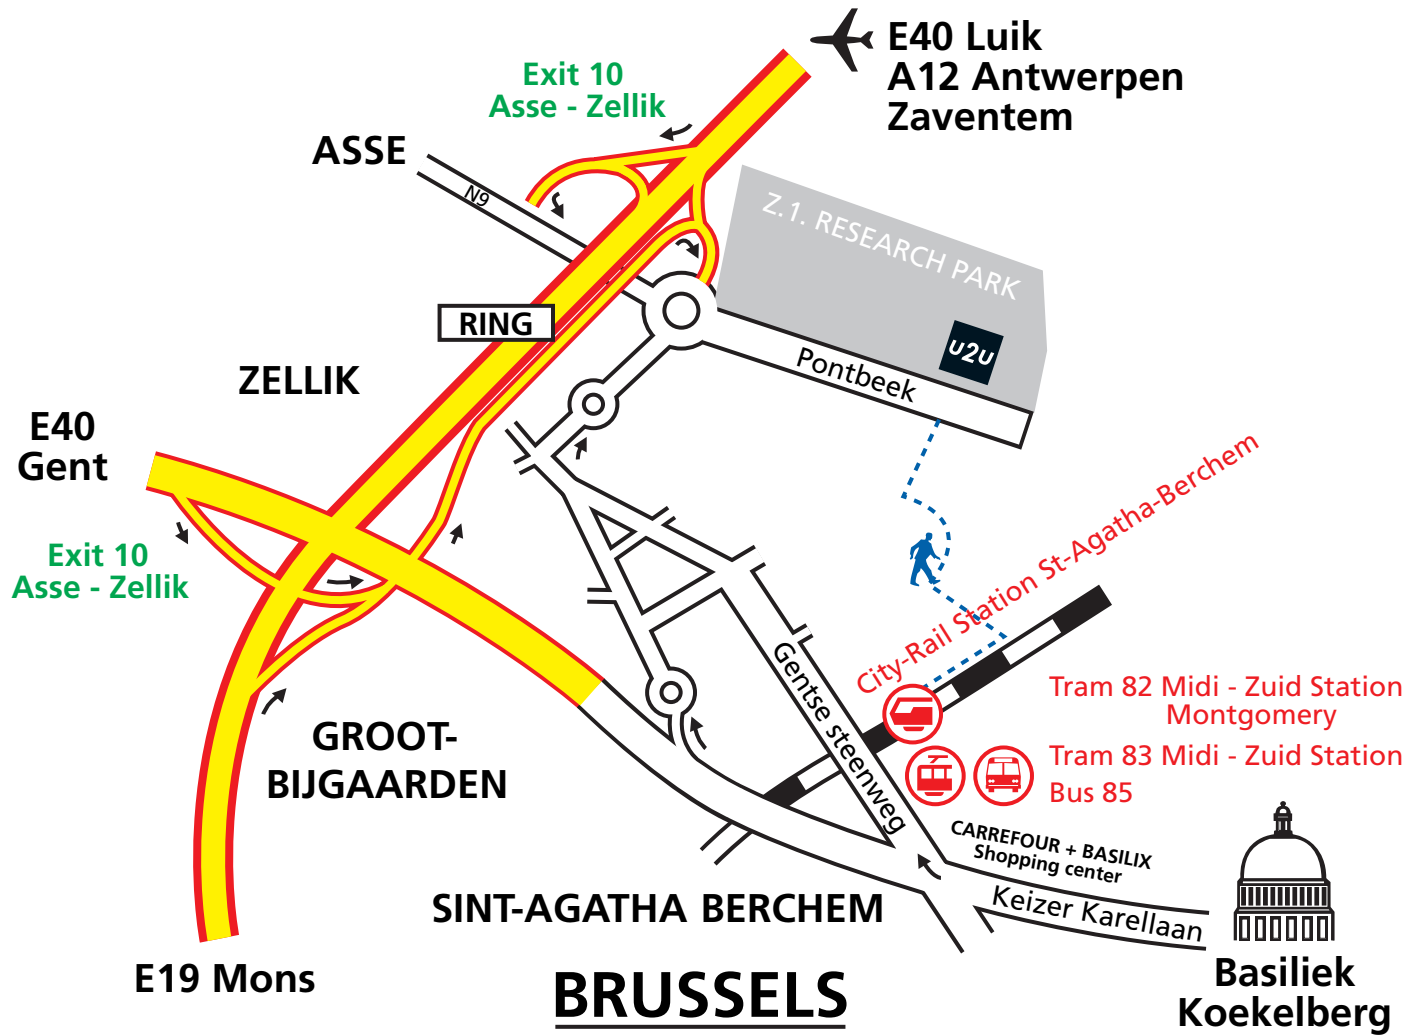 E40 Luik
A12 Antwerpen
Zaventem
Exit 10
Asse - Zellik
ASSE
N9
Z.1. RESEARCH PARK
RING
u2u
Pontbeek
ZELLIK
E40
Gent
Exit 10
Asse - Zellik
City-Rail Station St-Agatha-Berchem
Gentse steenweg
Tram 82 Midi - Zuid Station
Montgomery
Tram 83 Midi - Zuid Station
Bus 85
GROOT-
BIJGAARDEN
CARREFOUR + BASILIX
Shopping center
Keizer Karellaan
SINT-AGATHA BERCHEM
E19 Mons
BRUSSELS
Basiliek
Koekelberg